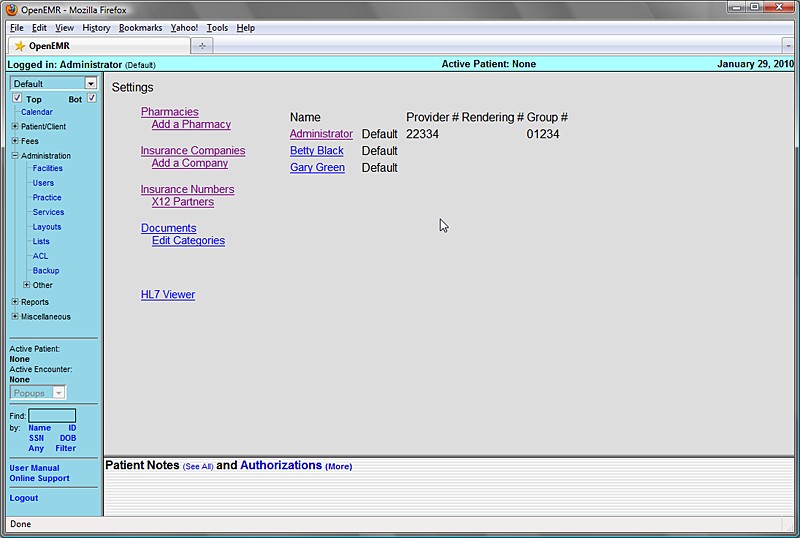 OpenEMR - Mozilla Firefox
File Edit View History Bookmarks Yahoo! Tools Help
OpenEMR
Logged in: Administrator (Default) Active Patient: None January 29, 2010
Default
Top Bot
Calendar
Patient/Client
Fees
Administration
Facilities
Users
Practice
Services
Layouts
Lists
ACL
Backup
Other
Reports
Miscellaneous
Active Patient:
None
Active Encounter:
None
Popups
Find:
by: Name ID
SSN DOB
Any Filter
User Manual
Online Support
Logout
Settings
Pharmacies
Add a Pharmacy
Insurance Companies
Add a Company
Insurance Numbers
X12 Partners
Documents
Edit Categories
HL7 Viewer
Name Provider # Rendering # Group #
Administrator Default 22334 01234
Betty Black Default
Gary Green Default
Patient Notes (See All) and Authorizations (More)
Done